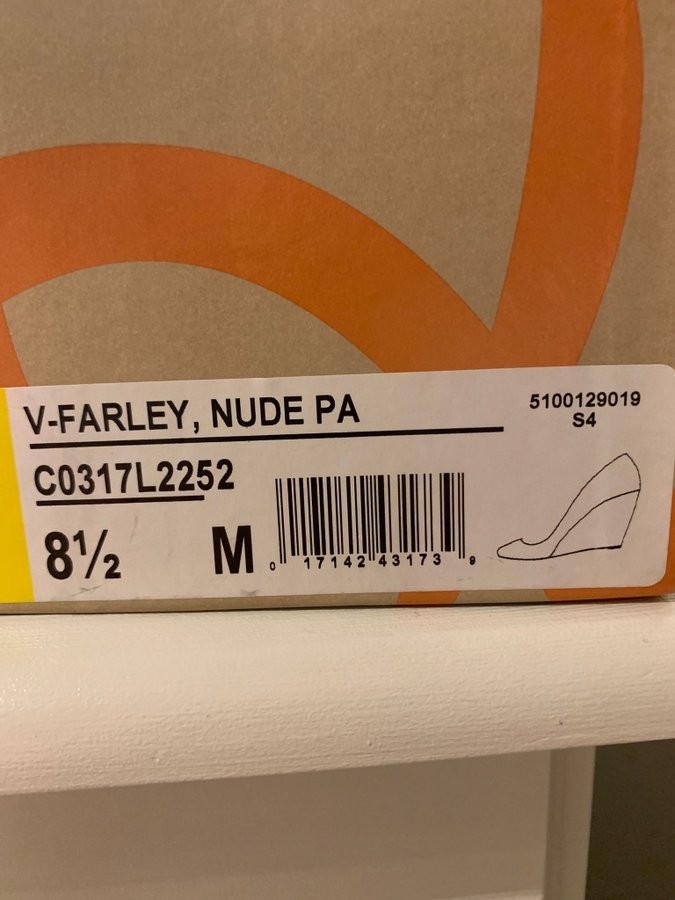 V-FARLEY, NUDE PA
5100129019
S4
C0317L2252
8½ M
0 17142 43173 9